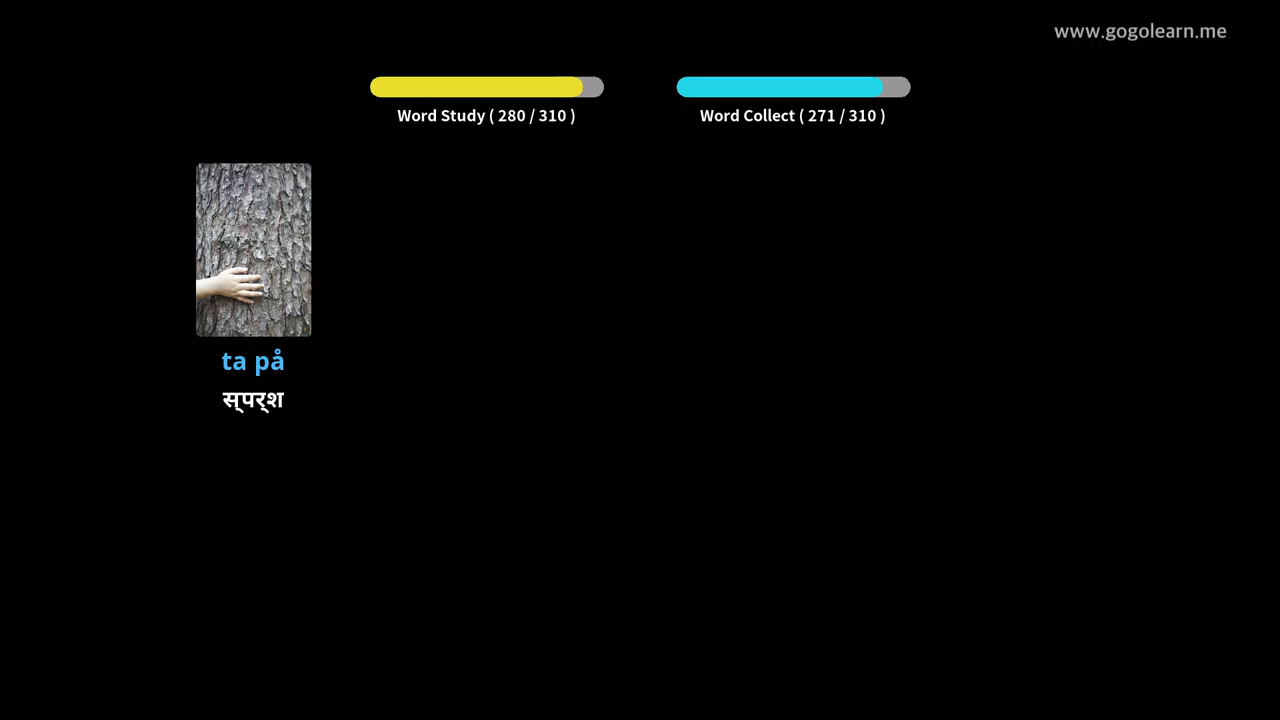 www.gogolearn.me
Word Study ( 280 / 310 )
Word Collect ( 271 / 310 )
ta på
स्पर्श